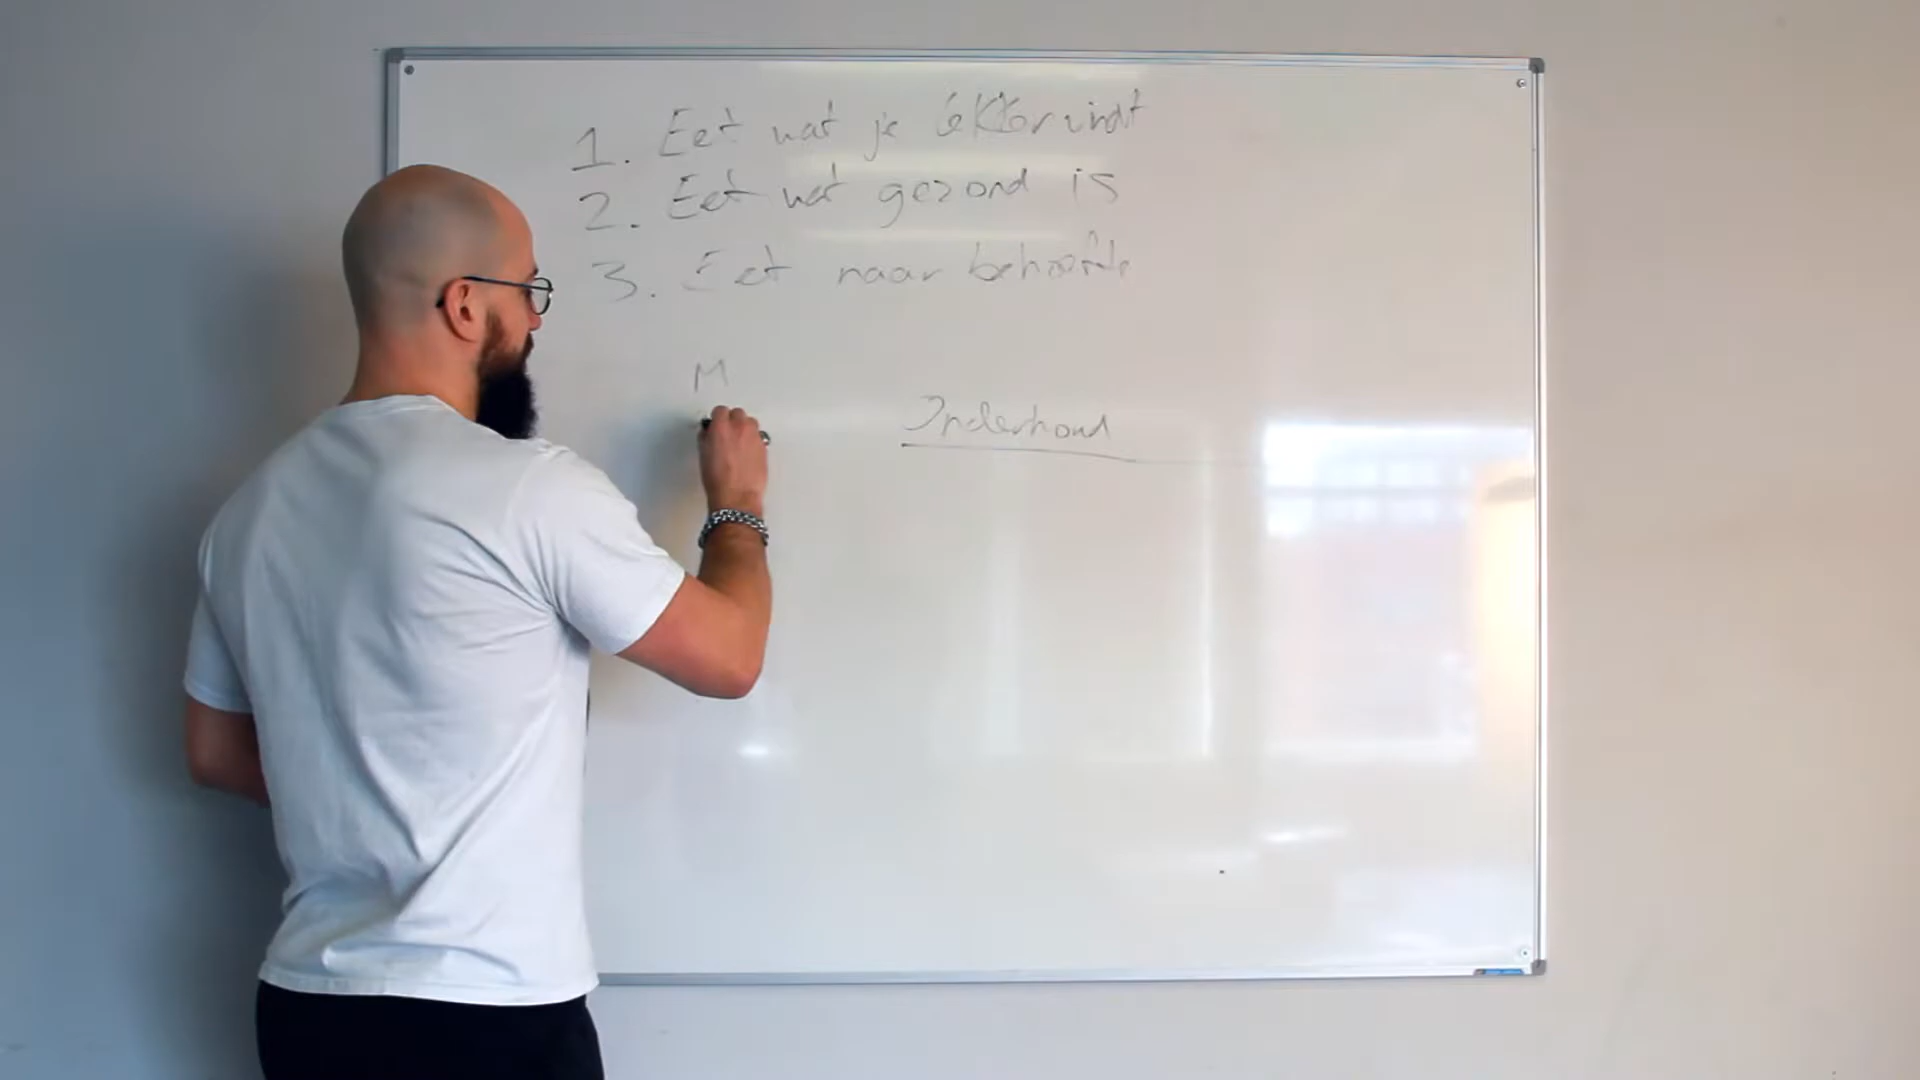 1. Eet wat je lekker vindt
2. Eet wat gezond is
3. Eet naar behoefte
M
Onderhoud